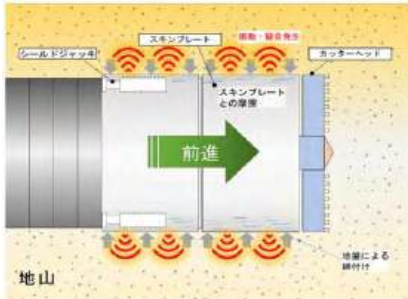 スキンプレート
振動・騒音発生
シールドジャッキ
カッターヘッド
スキンプレート
との摩擦
前進
地山
地盤による
締付け